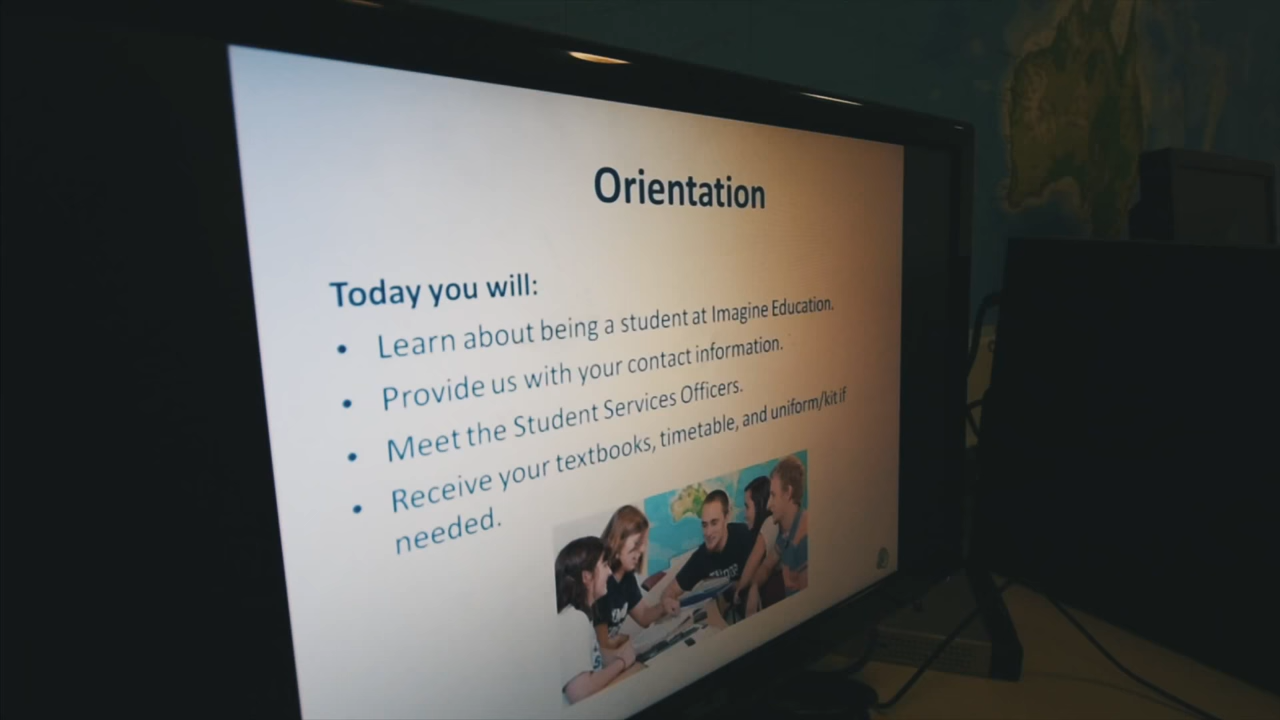 Orientation
Today you will:
• Learn about being a student at Imagine Education.
• Provide us with your contact information.
• Meet the Student Services Officers.
• Receive your textbooks, timetable, and uniform/kit if
needed.